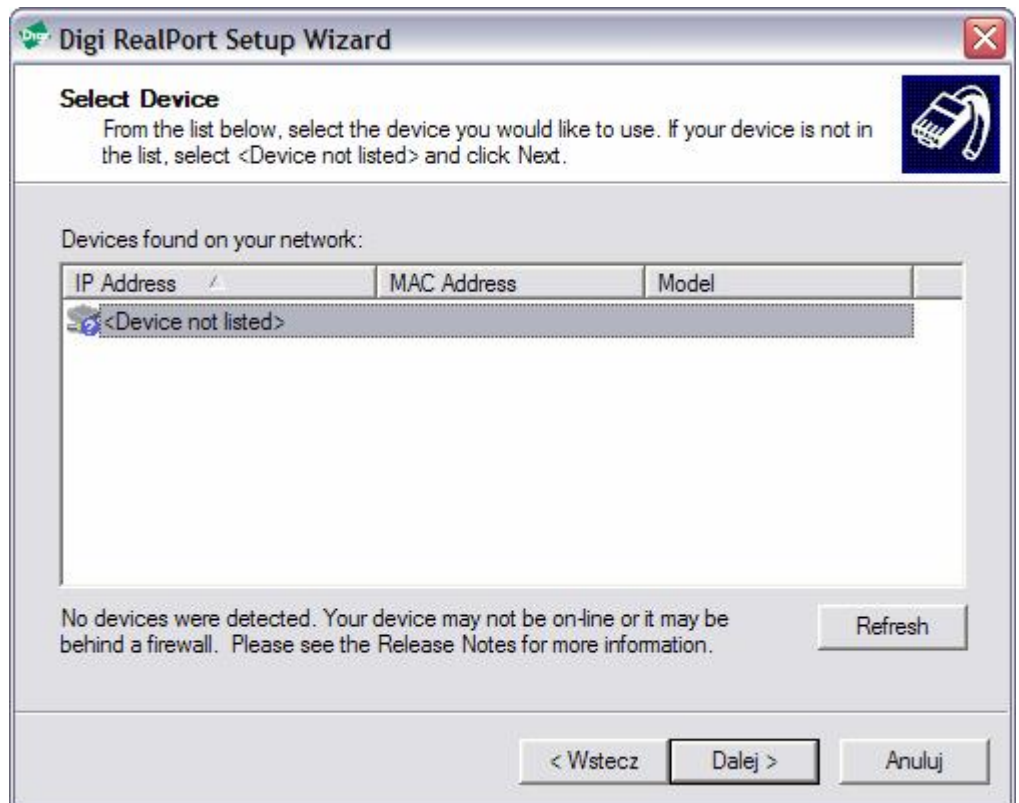 Digi RealPort Setup Wizard
Select Device
From the list below, select the device you would like to use. If your device is not in
the list, select <Device not listed> and click Next.
Devices found on your network:
IP Address MAC Address Model
<Device not listed>
No devices were detected. Your device may not be on-line or it may be
behind a firewall. Please see the Release Notes for more information.
Refresh
< Wstecz Dalej > Anuluj